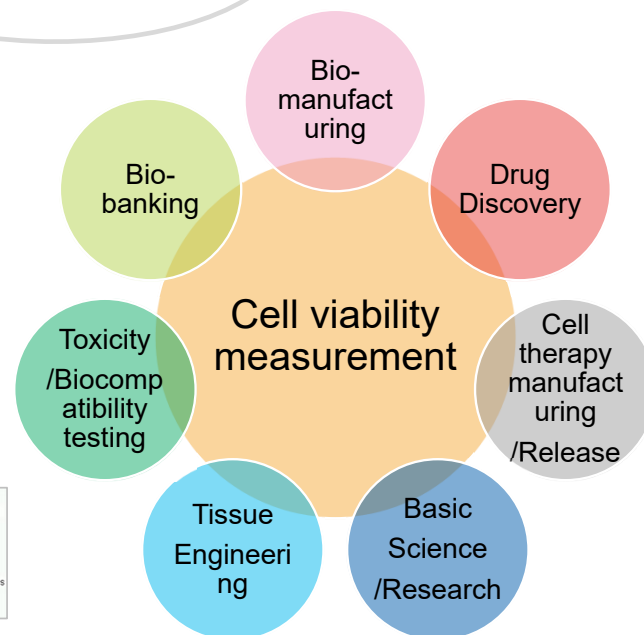 Bio-
manufact
uring
Drug
Discovery
Cell
therapy
manufact
uring
/Release
Basic
Science
/Research
Tissue
Engineeri
ng
Toxicity
/Biocomp
atibility
testing
Bio-
banking
Cell viability
measurement
s